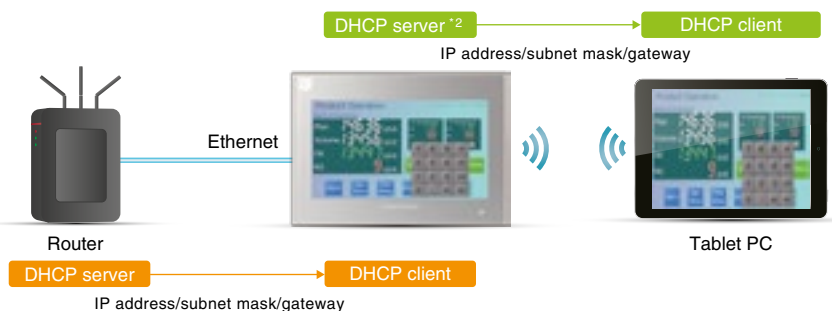 DHCP server *2
DHCP client
IP address/subnet mask/gateway
Ethernet
Router
Tablet PC
DHCP server
DHCP client
IP address/subnet mask/gateway